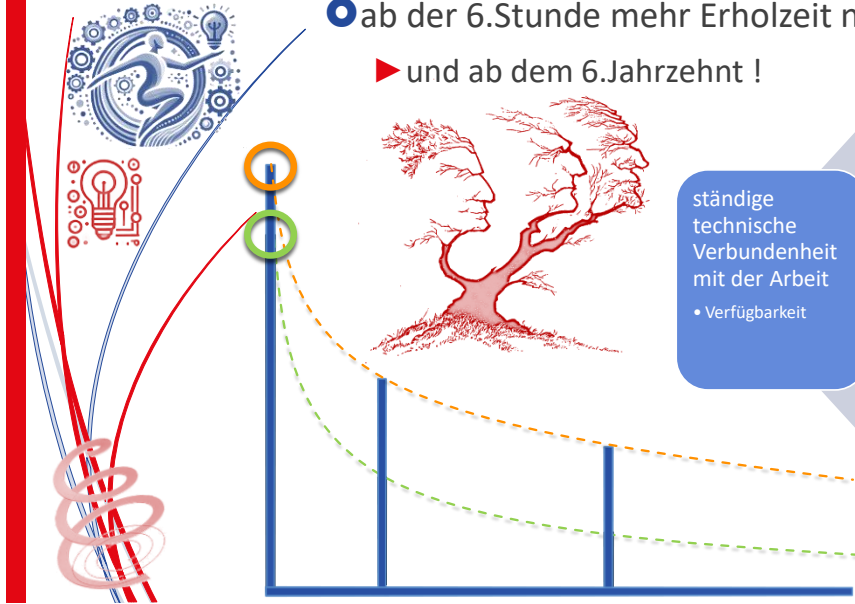 ab der 6.Stunde mehr Erholzeit
und ab dem 6.Jahrzehnt !
ständige
technische
Verbundenheit
mit der Arbeit
• Verfügbarkeit